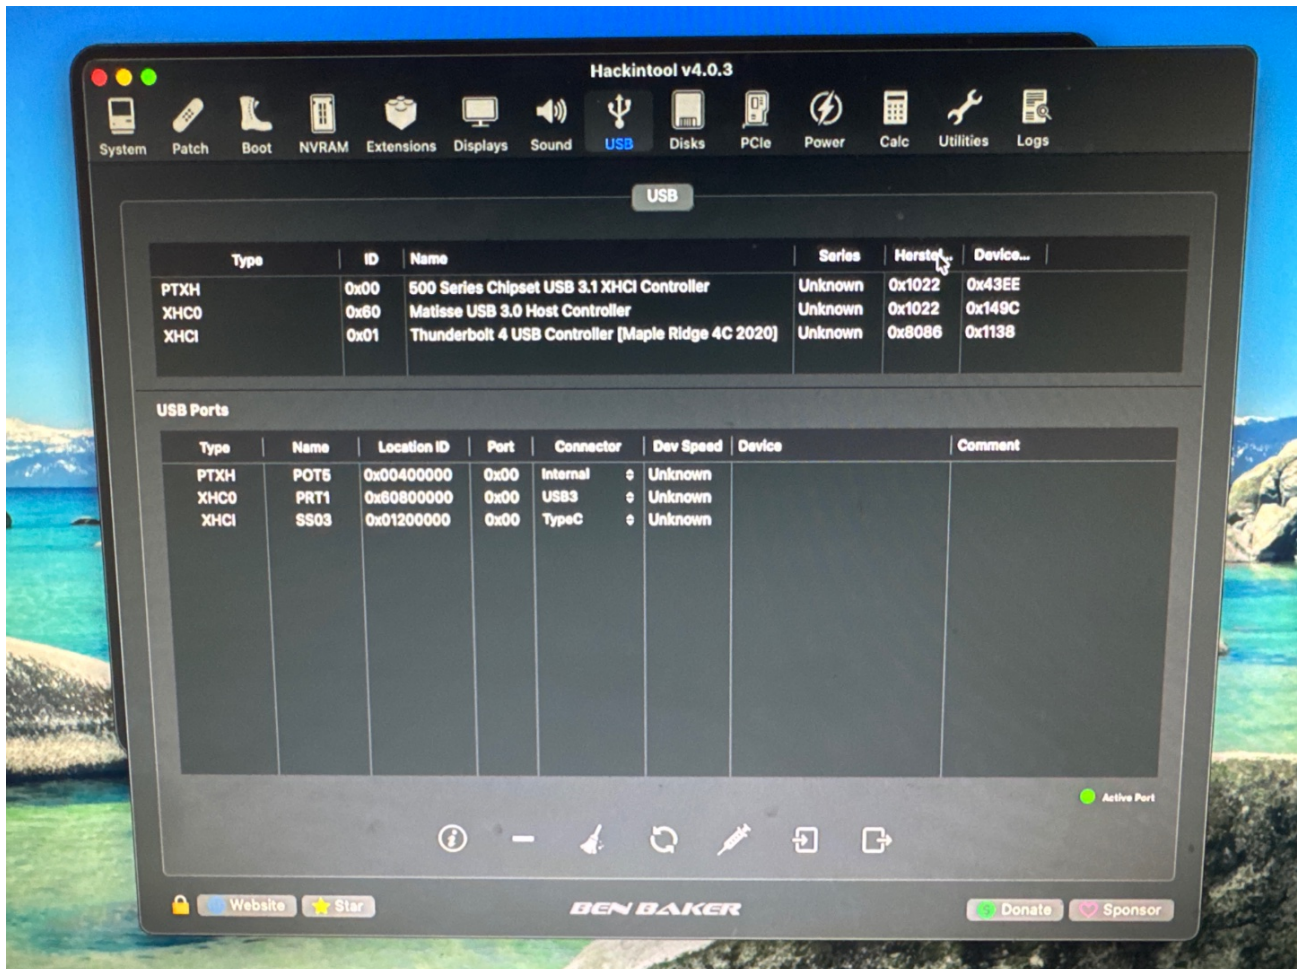 Hackintool v4.0.3
System Patch Boot NVRAM Extensions Displays Sound USB Disks PCIe Power Calc Utilities Logs
USB
Type ID Name Series Herstel... Device...
PTXH 0x00 500 Series Chipset USB 3.1 XHCI Controller Unknown 0x1022 0x43EE
XHC0 0x60 Matisse USB 3.0 Host Controller Unknown 0x1022 0x149C
XHCI 0x01 Thunderbolt 4 USB Controller [Maple Ridge 4C 2020] Unknown 0x8086 0x1138
USB Ports
Type Name Location ID Port Connector Dev Speed Device Comment
PTXH POT5 0x00400000 0x00 Internal Unknown
XHC0 PRT1 0x60800000 0x00 USB3 Unknown
XHCI SS03 0x01200000 0x00 TypeC Unknown
Active Port
Website Star BEN BAKER Donate Sponsor